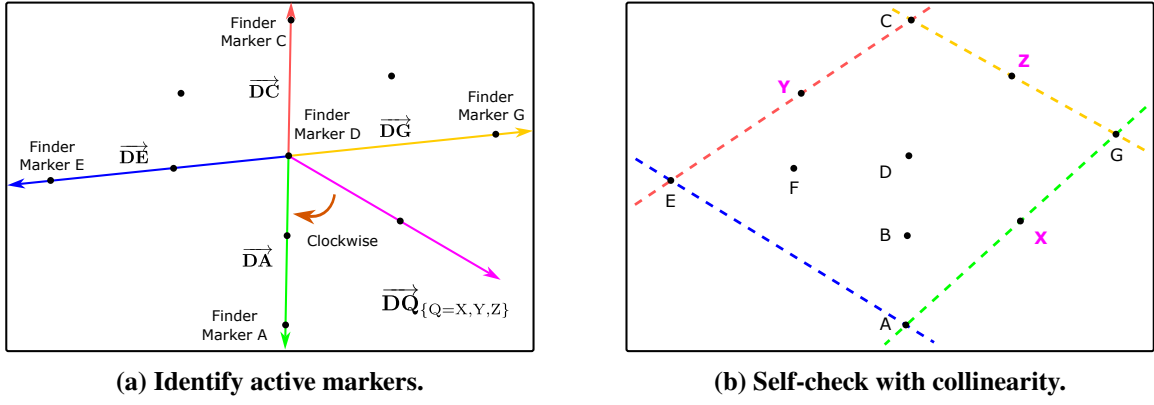 Finder
Marker C
DC
Finder
Marker D
DG
Finder
Marker G
Finder
Marker E
DE
Clockwise
DA
DQ{Q=X,Y,Z}
Finder
Marker A
(a) Identify active markers.
C
Z
Y
G
D
F
E
B
X
A
(b) Self-check with collinearity.